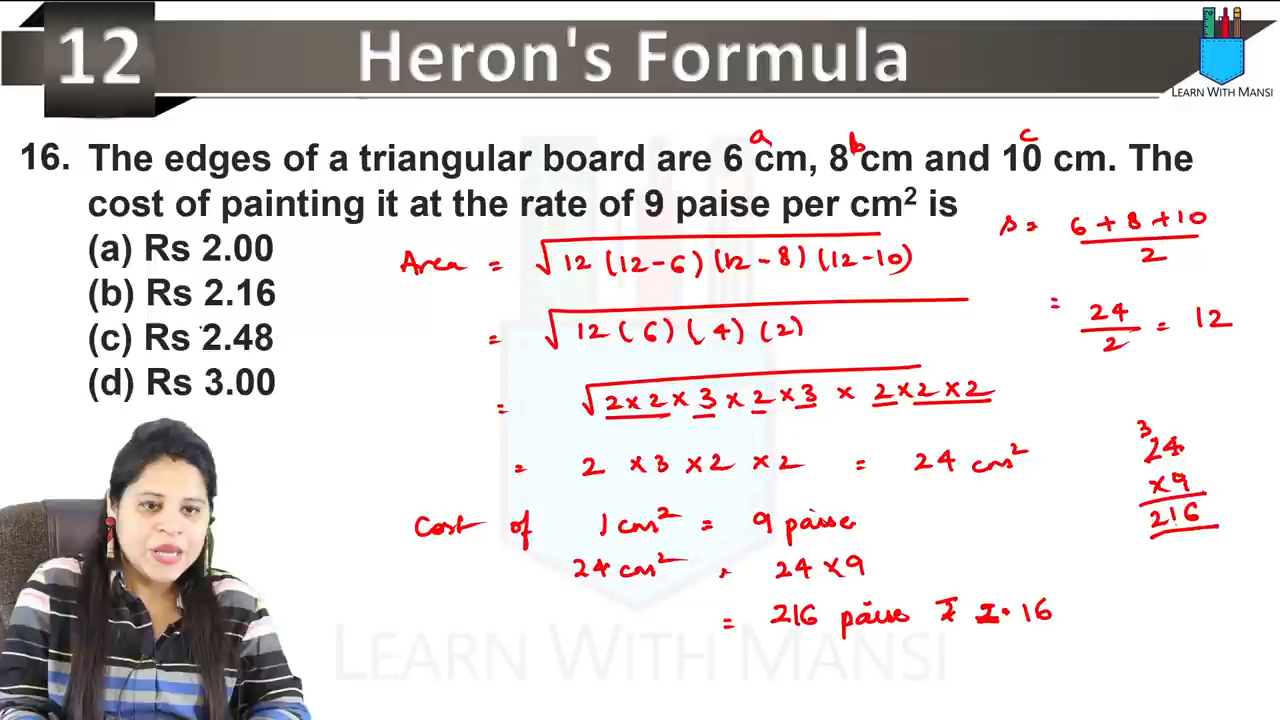 12 Heron's Formula
LEARN WITH MANSI
16. The edges of a triangular board are 6 cm, 8 cm and 10 cm. The
a b c
cost of painting it at the rate of 9 paise per cm² is
(a) Rs 2.00
(b) Rs 2.16
(c) Rs 2.48
(d) Rs 3.00
s = 6 + 8 + 10 / 2
= 24 / 2 = 12
Area = √12 (12 - 6) (12 - 8) (12 - 10)
= √12 (6) (4) (2)
= √2 × 2 × 3 × 2 × 3 × 2 × 2 × 2
= 2 × 3 × 2 × 2 = 24 cm²
3
24
× 9
216
Cost of 1 cm² = 9 paise
24 cm² = 24 × 9
= 216 paise ₹ 2.16
LEARN WITH MANSI